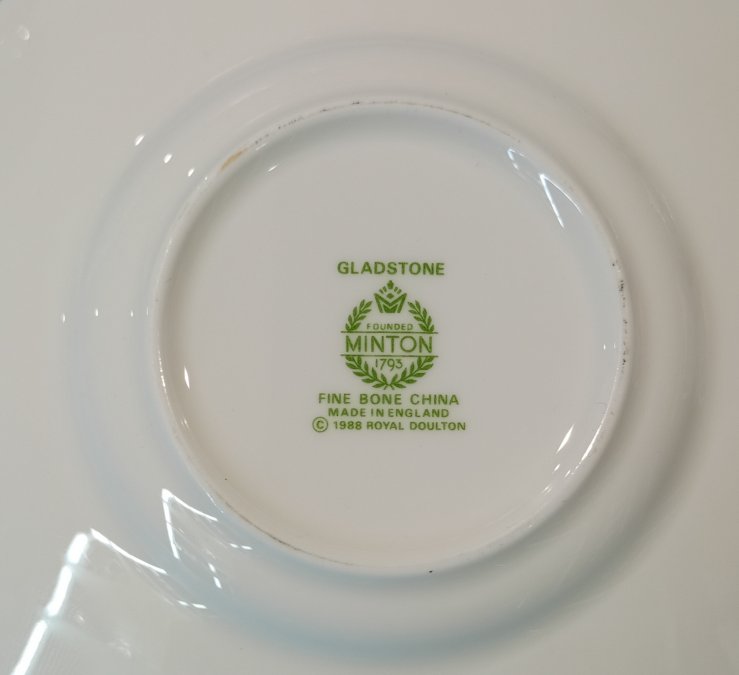 GLADSTONE
FOUNDED
MINTON
1793
FINE BONE CHINA
MADE IN ENGLAND
© 1988 ROYAL DOULTON